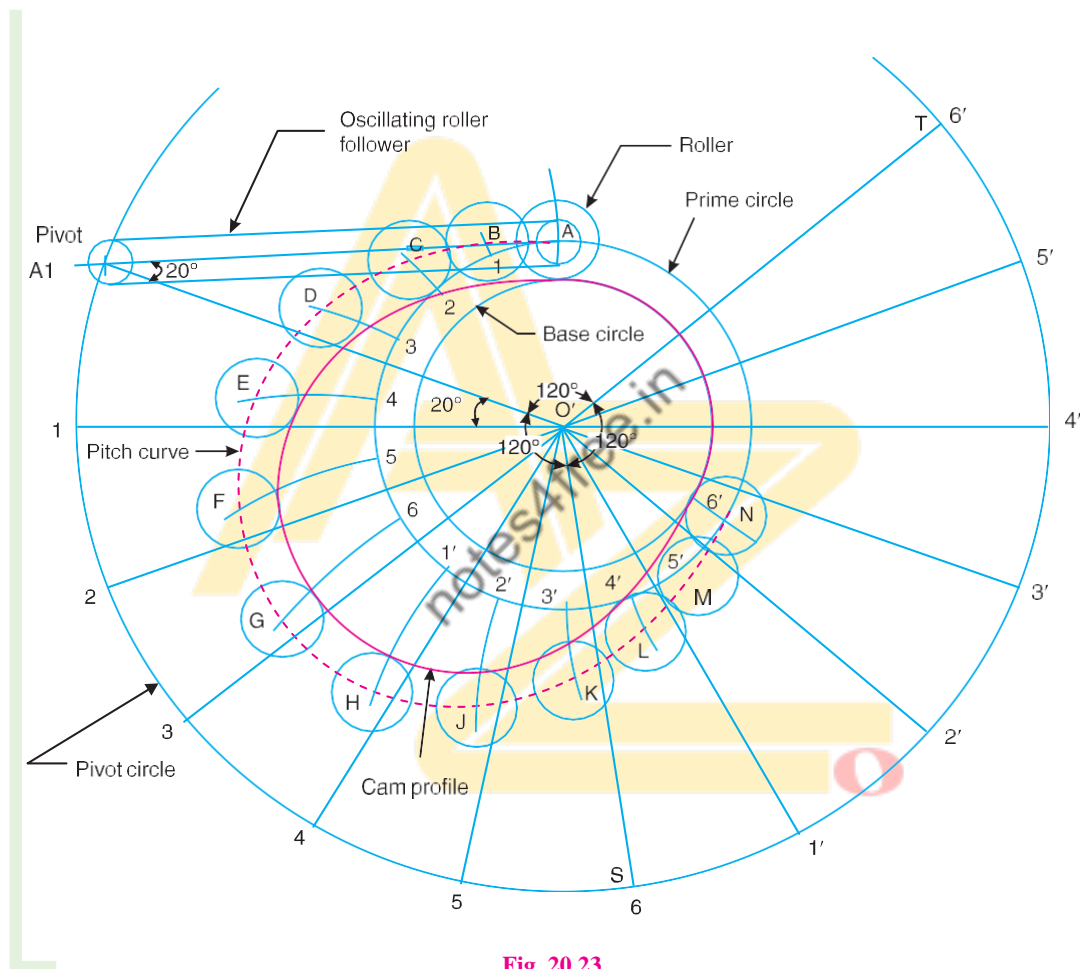 Oscillating roller
follower
Roller
Prime circle
Pivot
A1
20°
A
B
C
1
2
D
3
E
4
Base circle
20°
120°
O′
120°
120°
T
6′
5′
4′
3′
2′
1′
1
Pitch curve
F
5
6
G
1′
2′
3′
4′
5′
6′
N
M
L
K
J
H
2
3
Pivot circle
Cam profile
4
5
S
6
notes4free.in
Fig. 20.23